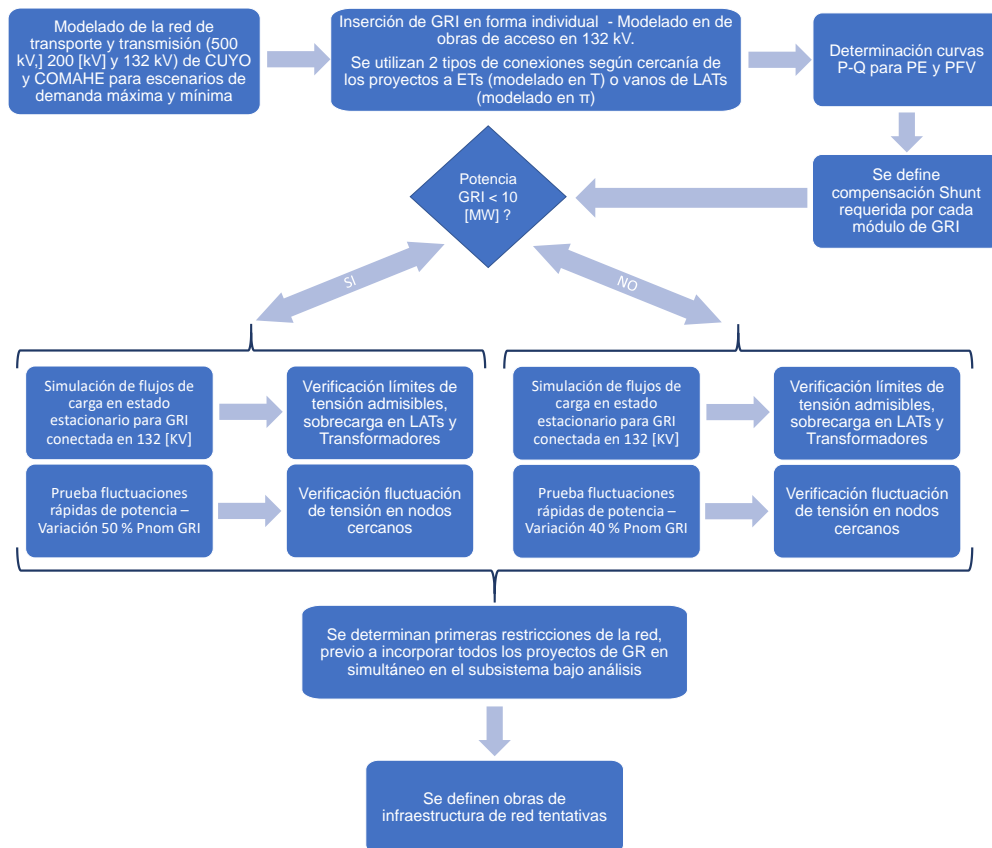 Modelado de la red de
transporte y transmisión (500
kV,] 200 [kV] y 132 kV) de CUYO
y COMAHE para escenarios de
demanda máxima y mínima
Inserción de GRI en forma individual - Modelado en de
obras de acceso en 132 kV.
Se utilizan 2 tipos de conexiones según cercanía de
los proyectos a ETs (modelado en T) o vanos de LATs
(modelado en π)
Determinación curvas
P-Q para PE y PFV
Se define
compensación Shunt
requerida por cada
módulo de GRI
Potencia
GRI < 10
[MW] ?
SI
NO
Simulación de flujos de
carga en estado
estacionario para GRI
conectada en 132 [KV]
Verificación límites de
tensión admisibles,
sobrecarga en LATs y
Transformadores
Prueba fluctuaciones
rápidas de potencia –
Variación 50 % Pnom GRI
Verificación fluctuación
de tensión en nodos
cercanos
Simulación de flujos de
carga en estado
estacionario para GRI
conectada en 132 [KV]
Verificación límites de
tensión admisibles,
sobrecarga en LATs y
Transformadores
Prueba fluctuaciones
rápidas de potencia –
Variación 40 % Pnom GRI
Verificación fluctuación
de tensión en nodos
cercanos
Se determinan primeras restricciones de la red,
previo a incorporar todos los proyectos de GR en
simultáneo en el subsistema bajo análisis
Se definen obras de
infraestructura de red tentativas